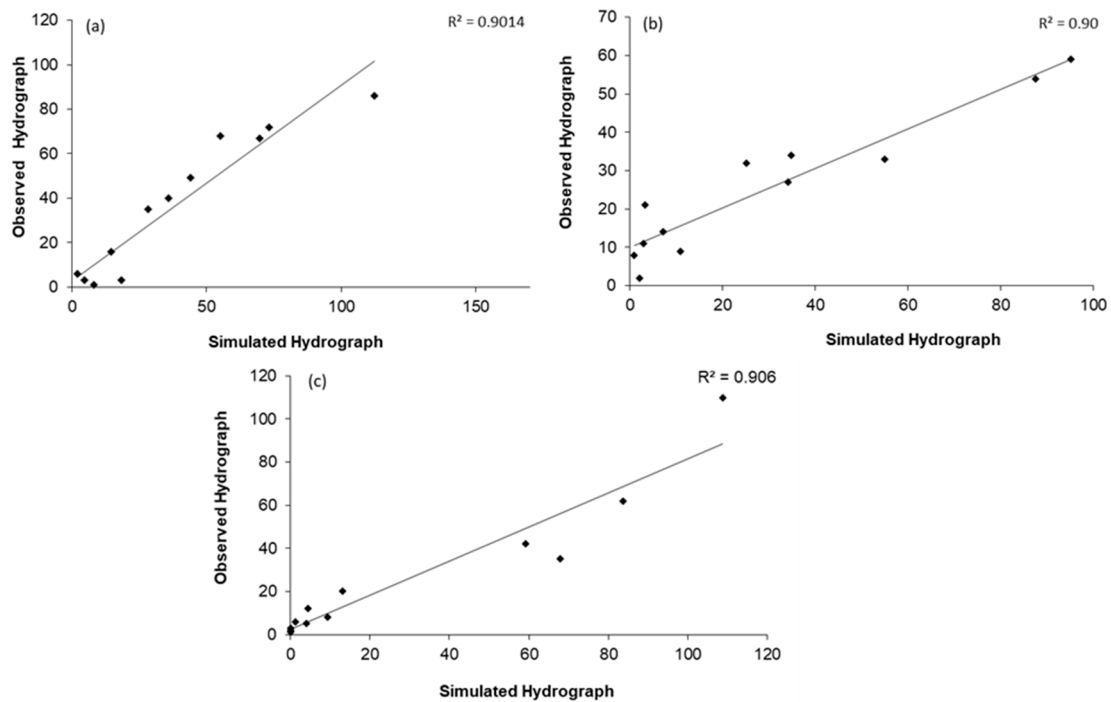 (a)
R² = 0.9014
120
100
80
60
40
20
0
Observed Hydrograph
0 50 100 150
Simulated Hydrograph
(b)
R² = 0.90
70
60
50
40
30
20
10
0
Observed Hydrograph
0 20 40 60 80 100
Simulated Hydrograph
(c)
R² = 0.906
120
100
80
60
40
20
0
Observed Hydrograph
0 20 40 60 80 100 120
Simulated Hydrograph